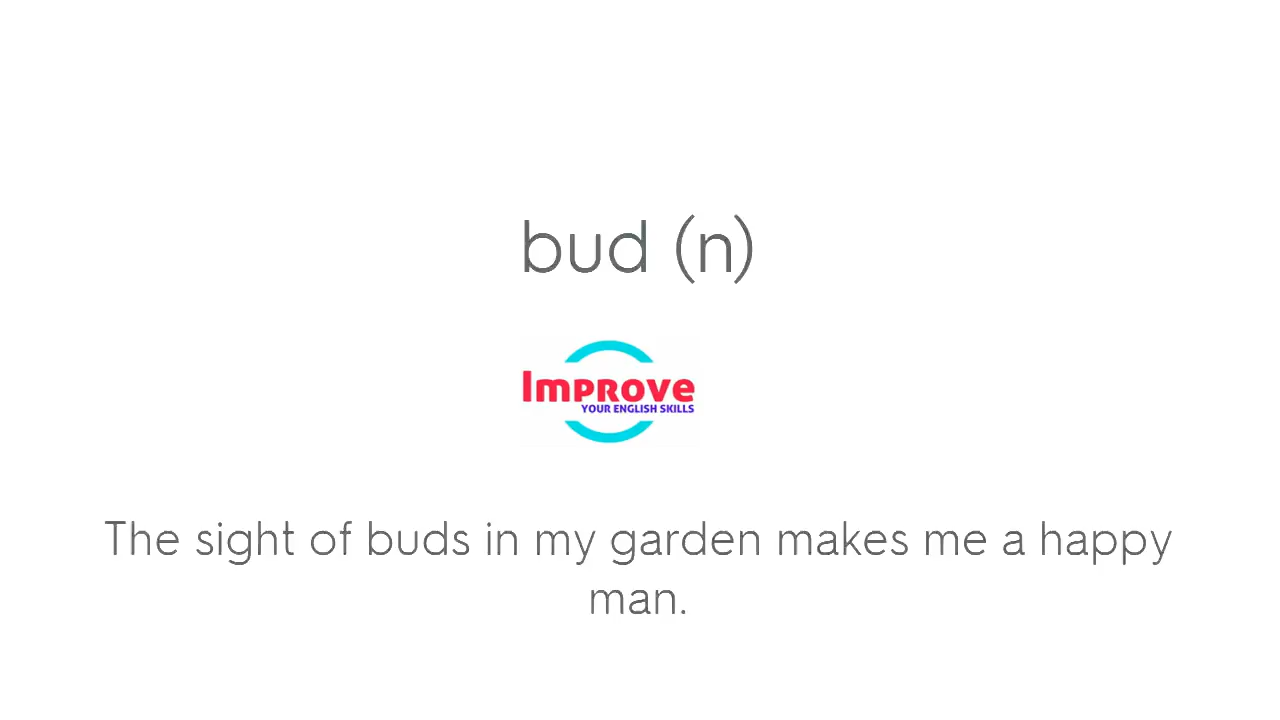 bud (n)
Improve
YOUR ENGLISH SKILLS
The sight of buds in my garden makes me a happy
man.